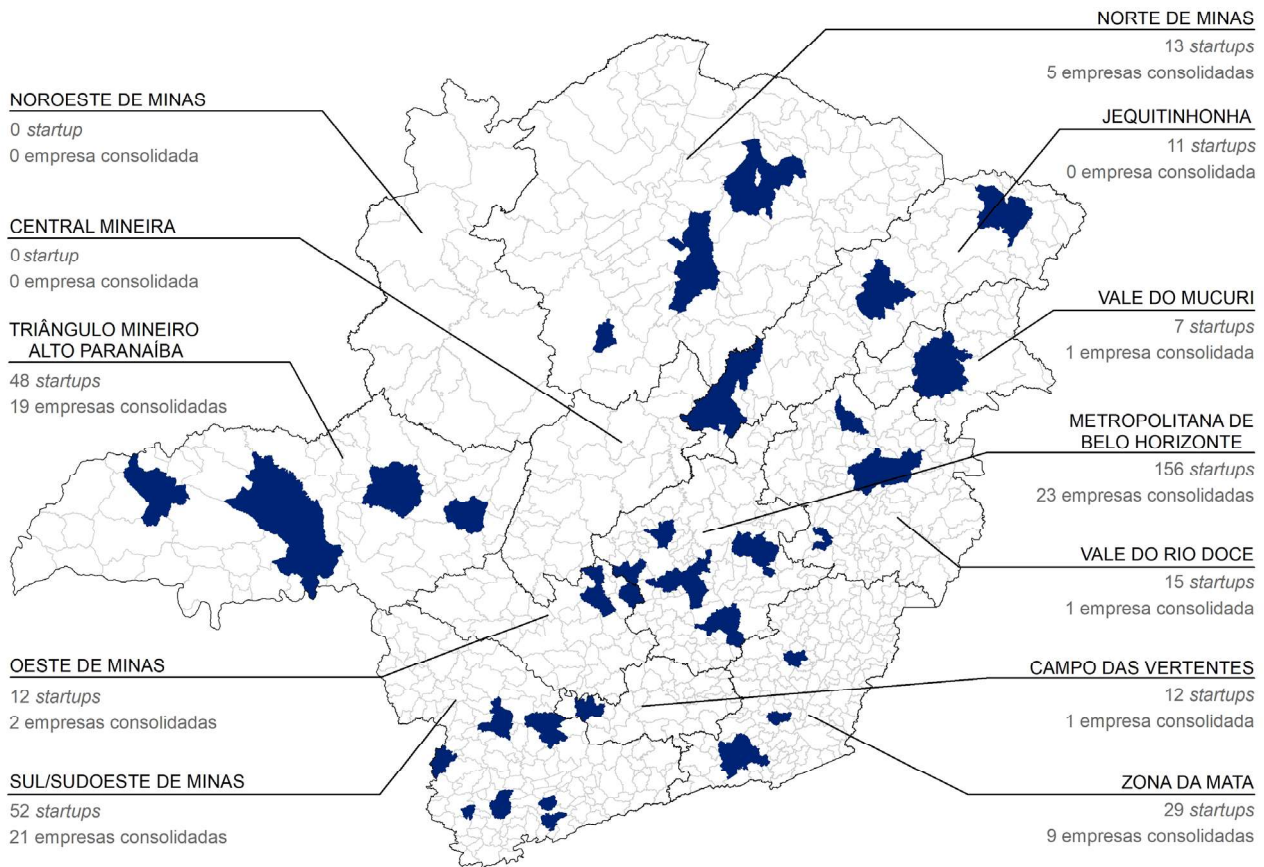 NORTE DE MINAS
13 startups
5 empresas consolidadas
NOROESTE DE MINAS
0 startup
0 empresa consolidada
JEQUITINHONHA
11 startups
0 empresa consolidada
CENTRAL MINEIRA
0 startup
0 empresa consolidada
VALE DO MUCURI
7 startups
1 empresa consolidada
TRIÂNGULO MINEIRO
ALTO PARANAÍBA
48 startups
19 empresas consolidadas
METROPOLITANA DE
BELO HORIZONTE
156 startups
23 empresas consolidadas
VALE DO RIO DOCE
15 startups
1 empresa consolidada
OESTE DE MINAS
12 startups
2 empresas consolidadas
CAMPO DAS VERTENTES
12 startups
1 empresa consolidada
SUL/SUDOESTE DE MINAS
52 startups
21 empresas consolidadas
ZONA DA MATA
29 startups
9 empresas consolidadas